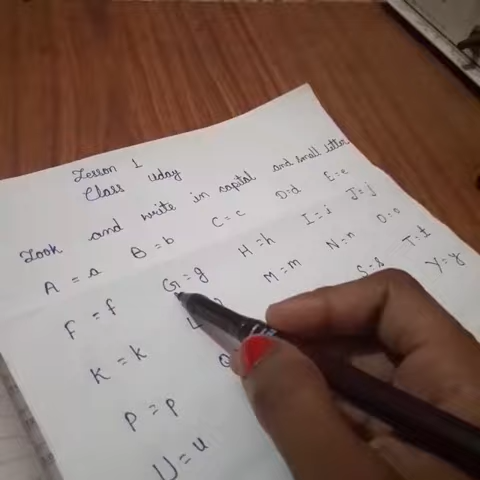 Lesson 1
Class uday
Look and write in capital and small letter
A = a B = b C = c D=d E=e
F = f G=g H=h I=i J=j
K = k L M=m N=n O=o
P = p Q S=s T=t
U=u Y=y